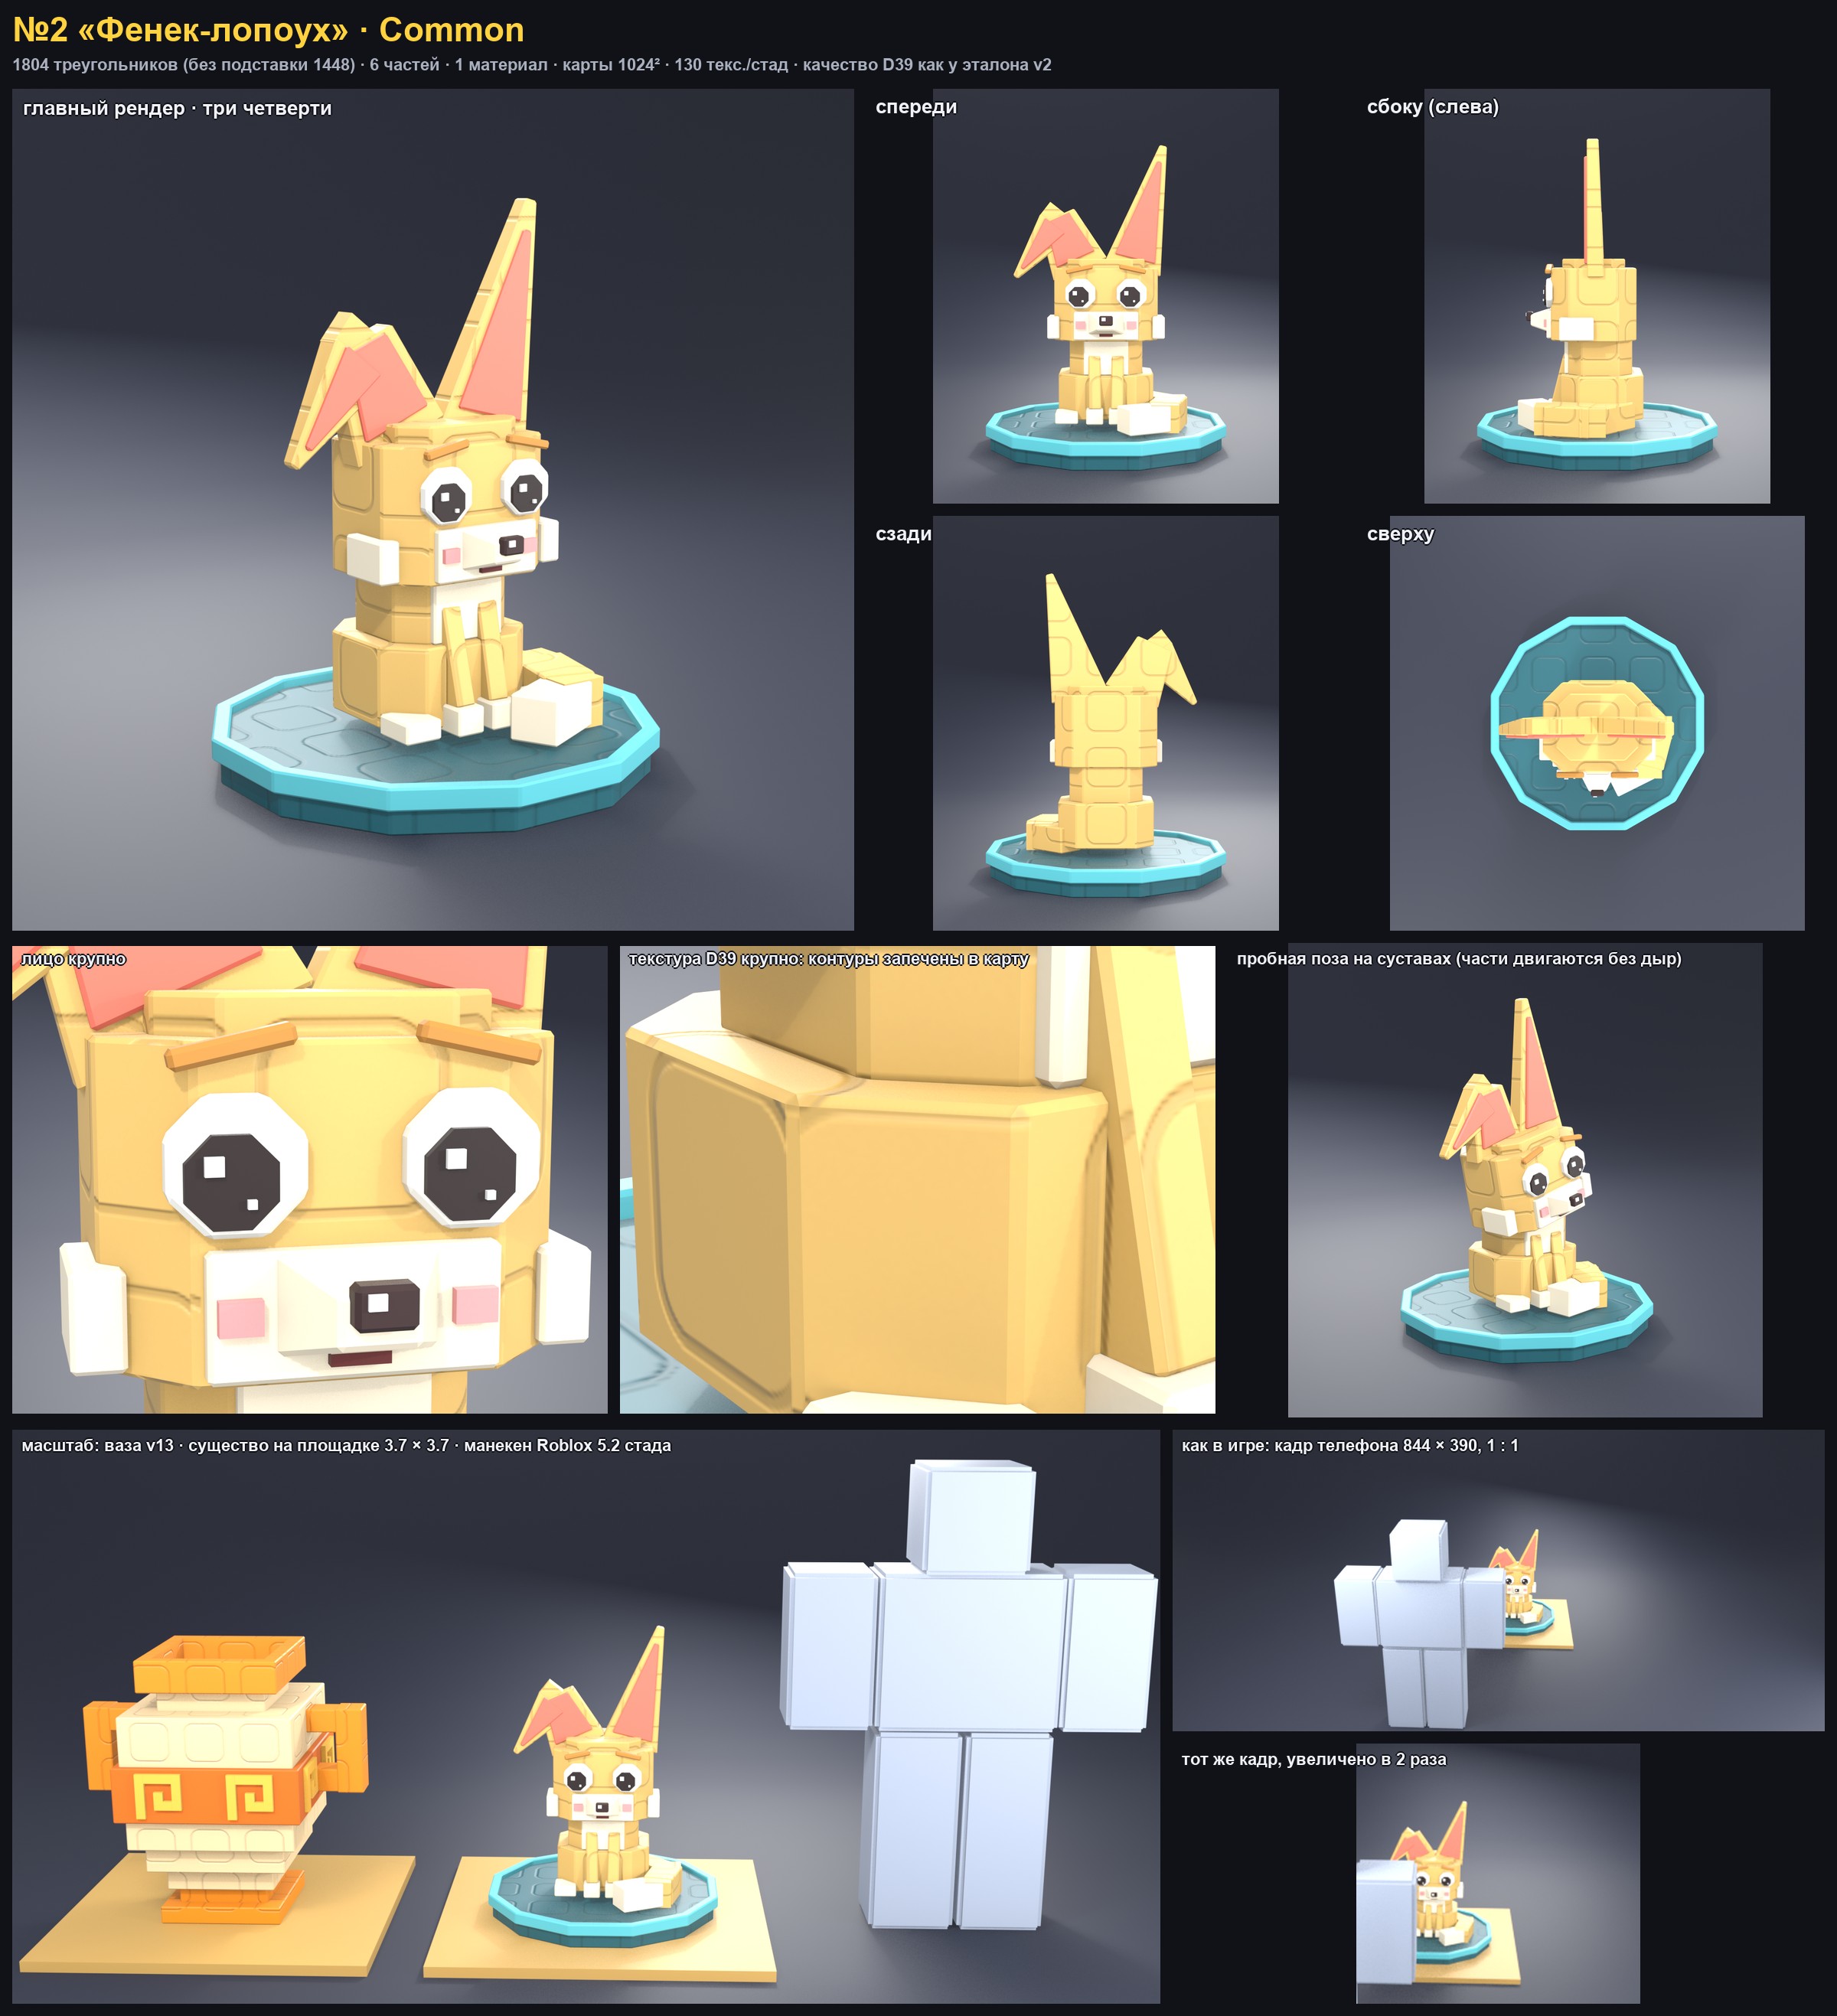 №2 «Фенек-лопоух» · Common
1804 треугольников (без подставки 1448) · 6 частей · 1 материал · карты 1024² · 130 текс./стад · качество D39 как у эталона v2
главный рендер · три четверти
спереди
сбоку (слева)
сзади
сверху
лицо крупно
текстура D39 крупно: контуры запечены в карту
пробная поза на суставах (части двигаются без дыр)
масштаб: ваза v13 · существо на площадке 3.7 × 3.7 · манекен Roblox 5.2 стада
как в игре: кадр телефона 844 × 390, 1 : 1
тот же кадр, увеличено в 2 раза